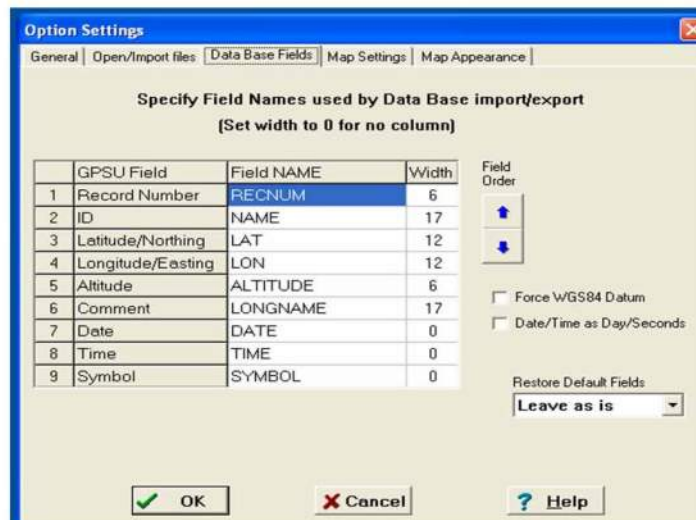 Option Settings
General Open/Import files Data Base Fields Map Settings Map Appearance
Specify Field Names used by Data Base import/export
(Set width to 0 for no column)
GPSU Field Field NAME Width
1 Record Number RECNUM 6
2 ID NAME 17
3 Latitude/Northing LAT 12
4 Longitude/Easting LON 12
5 Altitude ALTITUDE 6
6 Comment LONGNAME 17
7 Date DATE 0
8 Time TIME 0
9 Symbol SYMBOL 0
Field
Order
Force WGS84 Datum
Date/Time as Day/Seconds
Restore Default Fields
Leave as is
OK Cancel Help